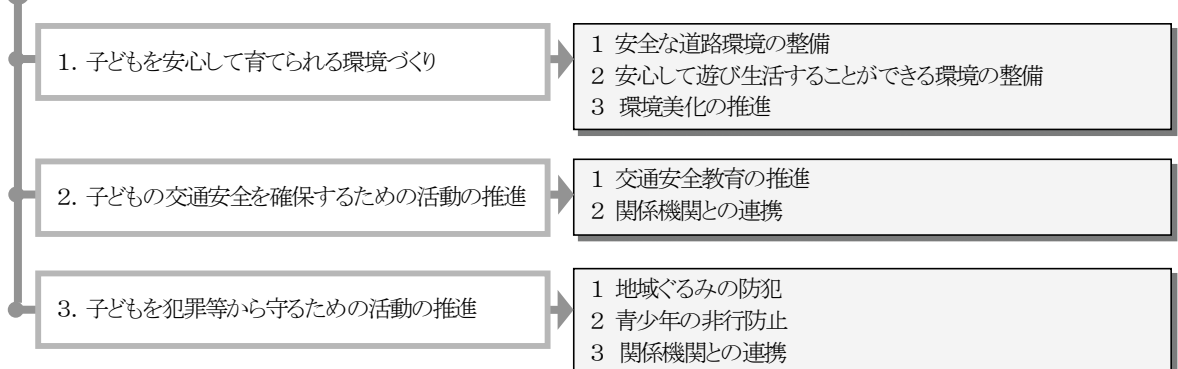 1. 子どもを安心して育てられる環境づくり
1 安全な道路環境の整備
2 安心して遊び生活することができる環境の整備
3 環境美化の推進
2. 子どもの交通安全を確保するための活動の推進
1 交通安全教育の推進
2 関係機関との連携
3. 子どもを犯罪等から守るための活動の推進
1 地域ぐるみの防犯
2 青少年の非行防止
3 関係機関との連携